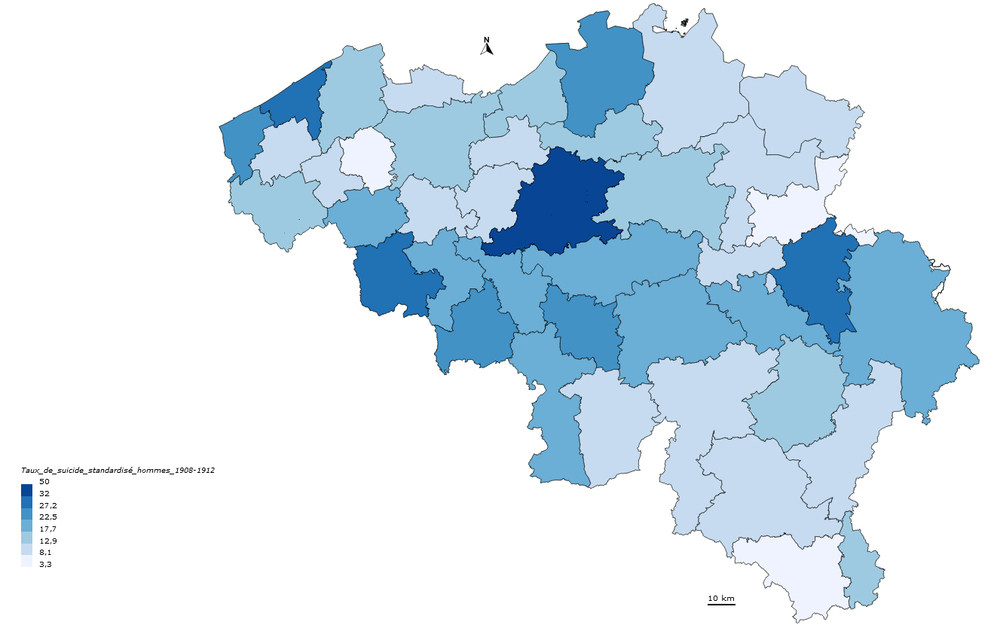 N
Taux_de_suicide_standardisé_hommes_1908-1912
50
32
27,2
22,5
17,7
12,9
8,1
3,3
10 km